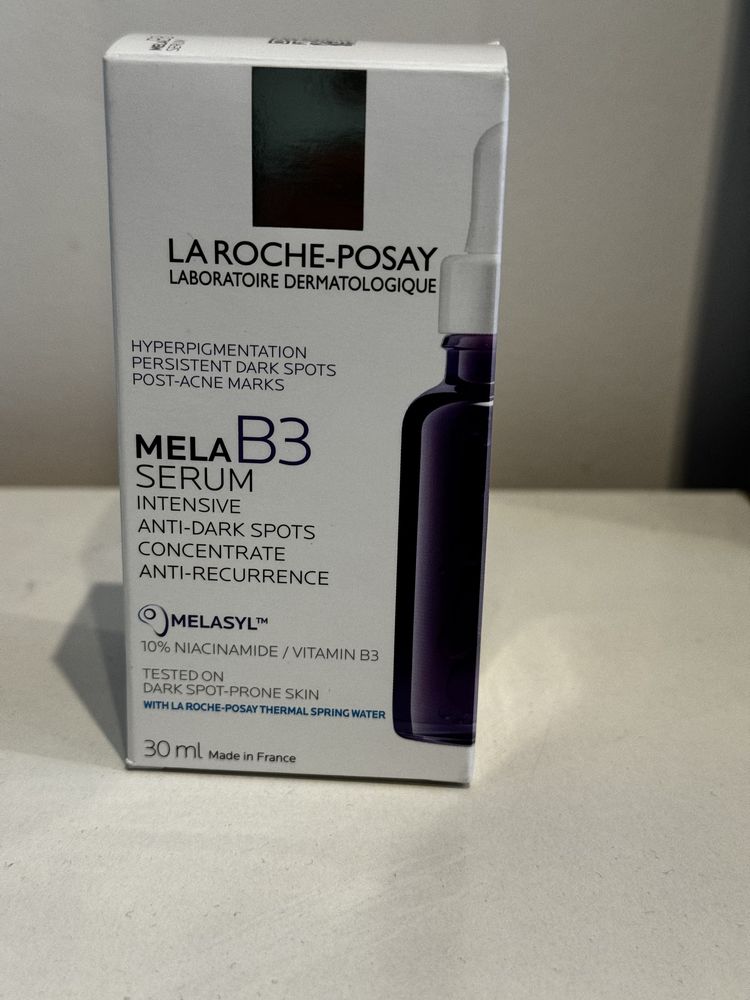 LA ROCHE-POSAY
LABORATOIRE DERMATOLOGIQUE
HYPERPIGMENTATION
PERSISTENT DARK SPOTS
POST-ACNE MARKS
MELA B3
SERUM
INTENSIVE
ANTI-DARK SPOTS
CONCENTRATE
ANTI-RECURRENCE
MELASYL™
10% NIACINAMIDE / VITAMIN B3
TESTED ON
DARK SPOT-PRONE SKIN
WITH LA ROCHE-POSAY THERMAL SPRING WATER
30 ml Made in France